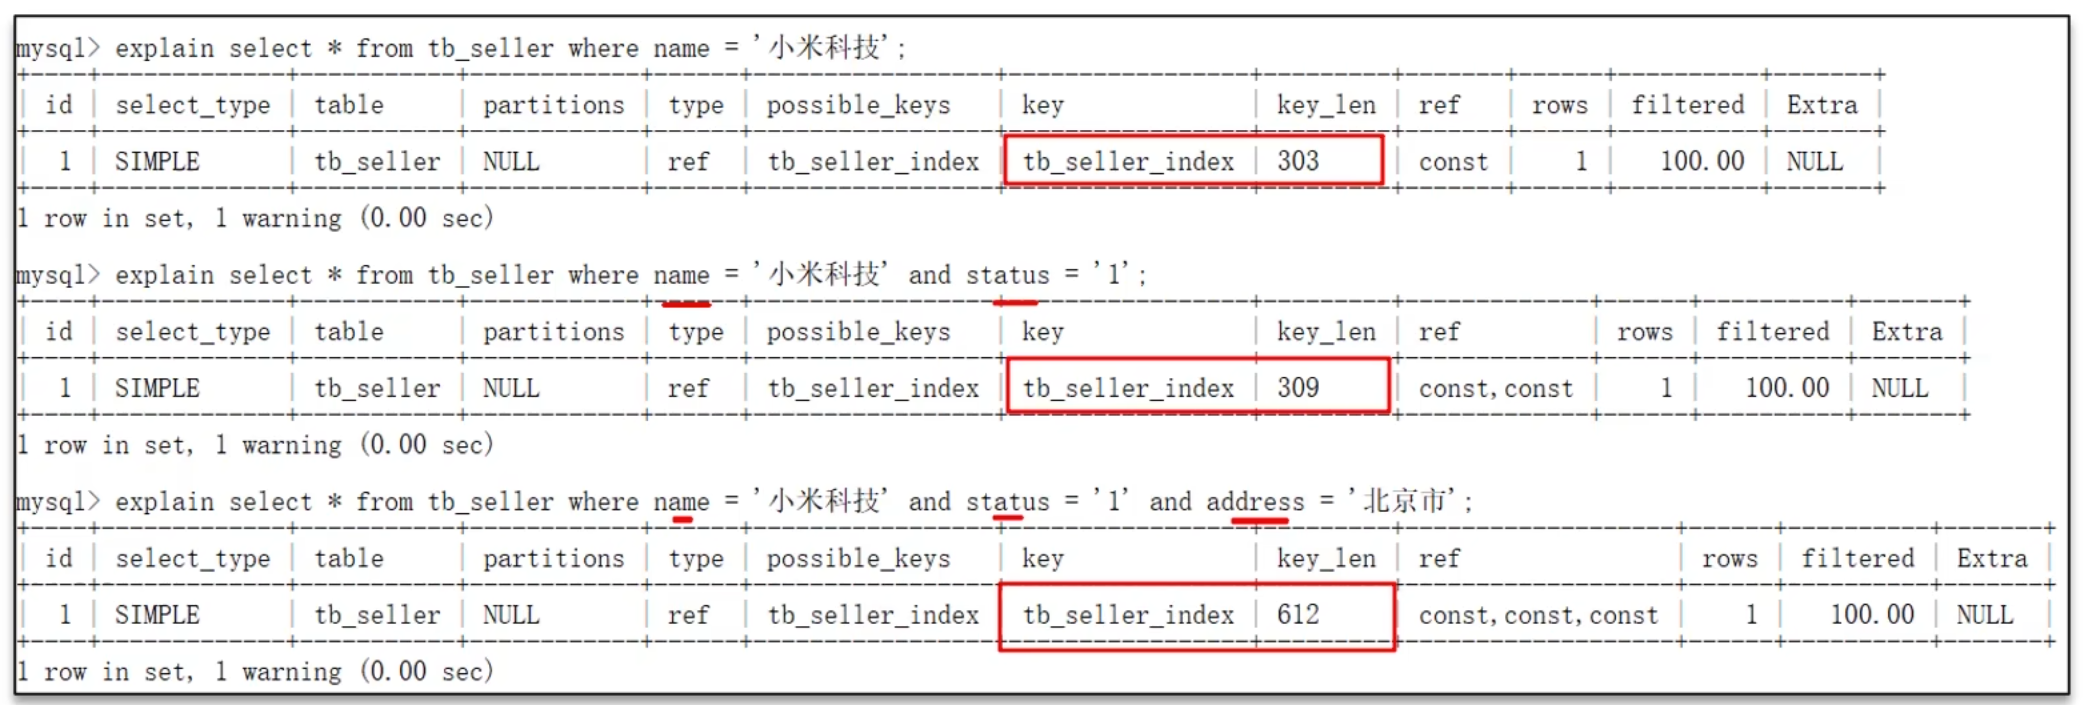 mysql> explain select * from tb_seller where name = '小米科技';
+----+-------------+-----------+------------+------+-----------------+-----------------+---------+-------+------+----------+-------+
| id | select_type | table | partitions | type | possible_keys | key | key_len | ref | rows | filtered | Extra |
+----+-------------+-----------+------------+------+-----------------+-----------------+---------+-------+------+----------+-------+
| 1 | SIMPLE | tb_seller | NULL | ref | tb_seller_index | tb_seller_index | 303 | const | 1 | 100.00 | NULL |
+----+-------------+-----------+------------+------+-----------------+-----------------+---------+-------+------+----------+-------+
1 row in set, 1 warning (0.00 sec)
mysql> explain select * from tb_seller where name = '小米科技' and status = '1';
+----+-------------+-----------+------------+------+-----------------+-----------------+---------+-------------+------+----------+-------+
| id | select_type | table | partitions | type | possible_keys | key | key_len | ref | rows | filtered | Extra |
+----+-------------+-----------+------------+------+-----------------+-----------------+---------+-------------+------+----------+-------+
| 1 | SIMPLE | tb_seller | NULL | ref | tb_seller_index | tb_seller_index | 309 | const,const | 1 | 100.00 | NULL |
+----+-------------+-----------+------------+------+-----------------+-----------------+---------+-------------+------+----------+-------+
1 row in set, 1 warning (0.00 sec)
mysql> explain select * from tb_seller where name = '小米科技' and status = '1' and address = '北京市';
+----+-------------+-----------+------------+------+-----------------+-----------------+---------+-------------------+------+----------+-------+
| id | select_type | table | partitions | type | possible_keys | key | key_len | ref | rows | filtered | Extra |
+----+-------------+-----------+------------+------+-----------------+-----------------+---------+-------------------+------+----------+-------+
| 1 | SIMPLE | tb_seller | NULL | ref | tb_seller_index | tb_seller_index | 612 | const,const,const | 1 | 100.00 | NULL |
+----+-------------+-----------+------------+------+-----------------+-----------------+---------+-------------------+------+----------+-------+
1 row in set, 1 warning (0.00 sec)